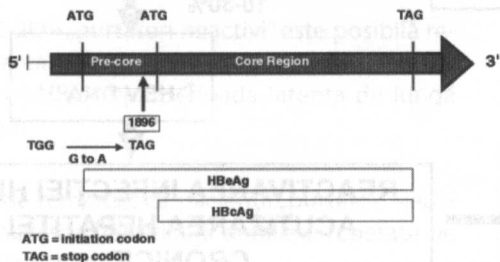 ATG ATG TAG
5' Pre-core Core Region 3'
1896
TGG TAG
G to A
HBeAg
HBcAg
ATG = initiation codon
TAG = stop codon